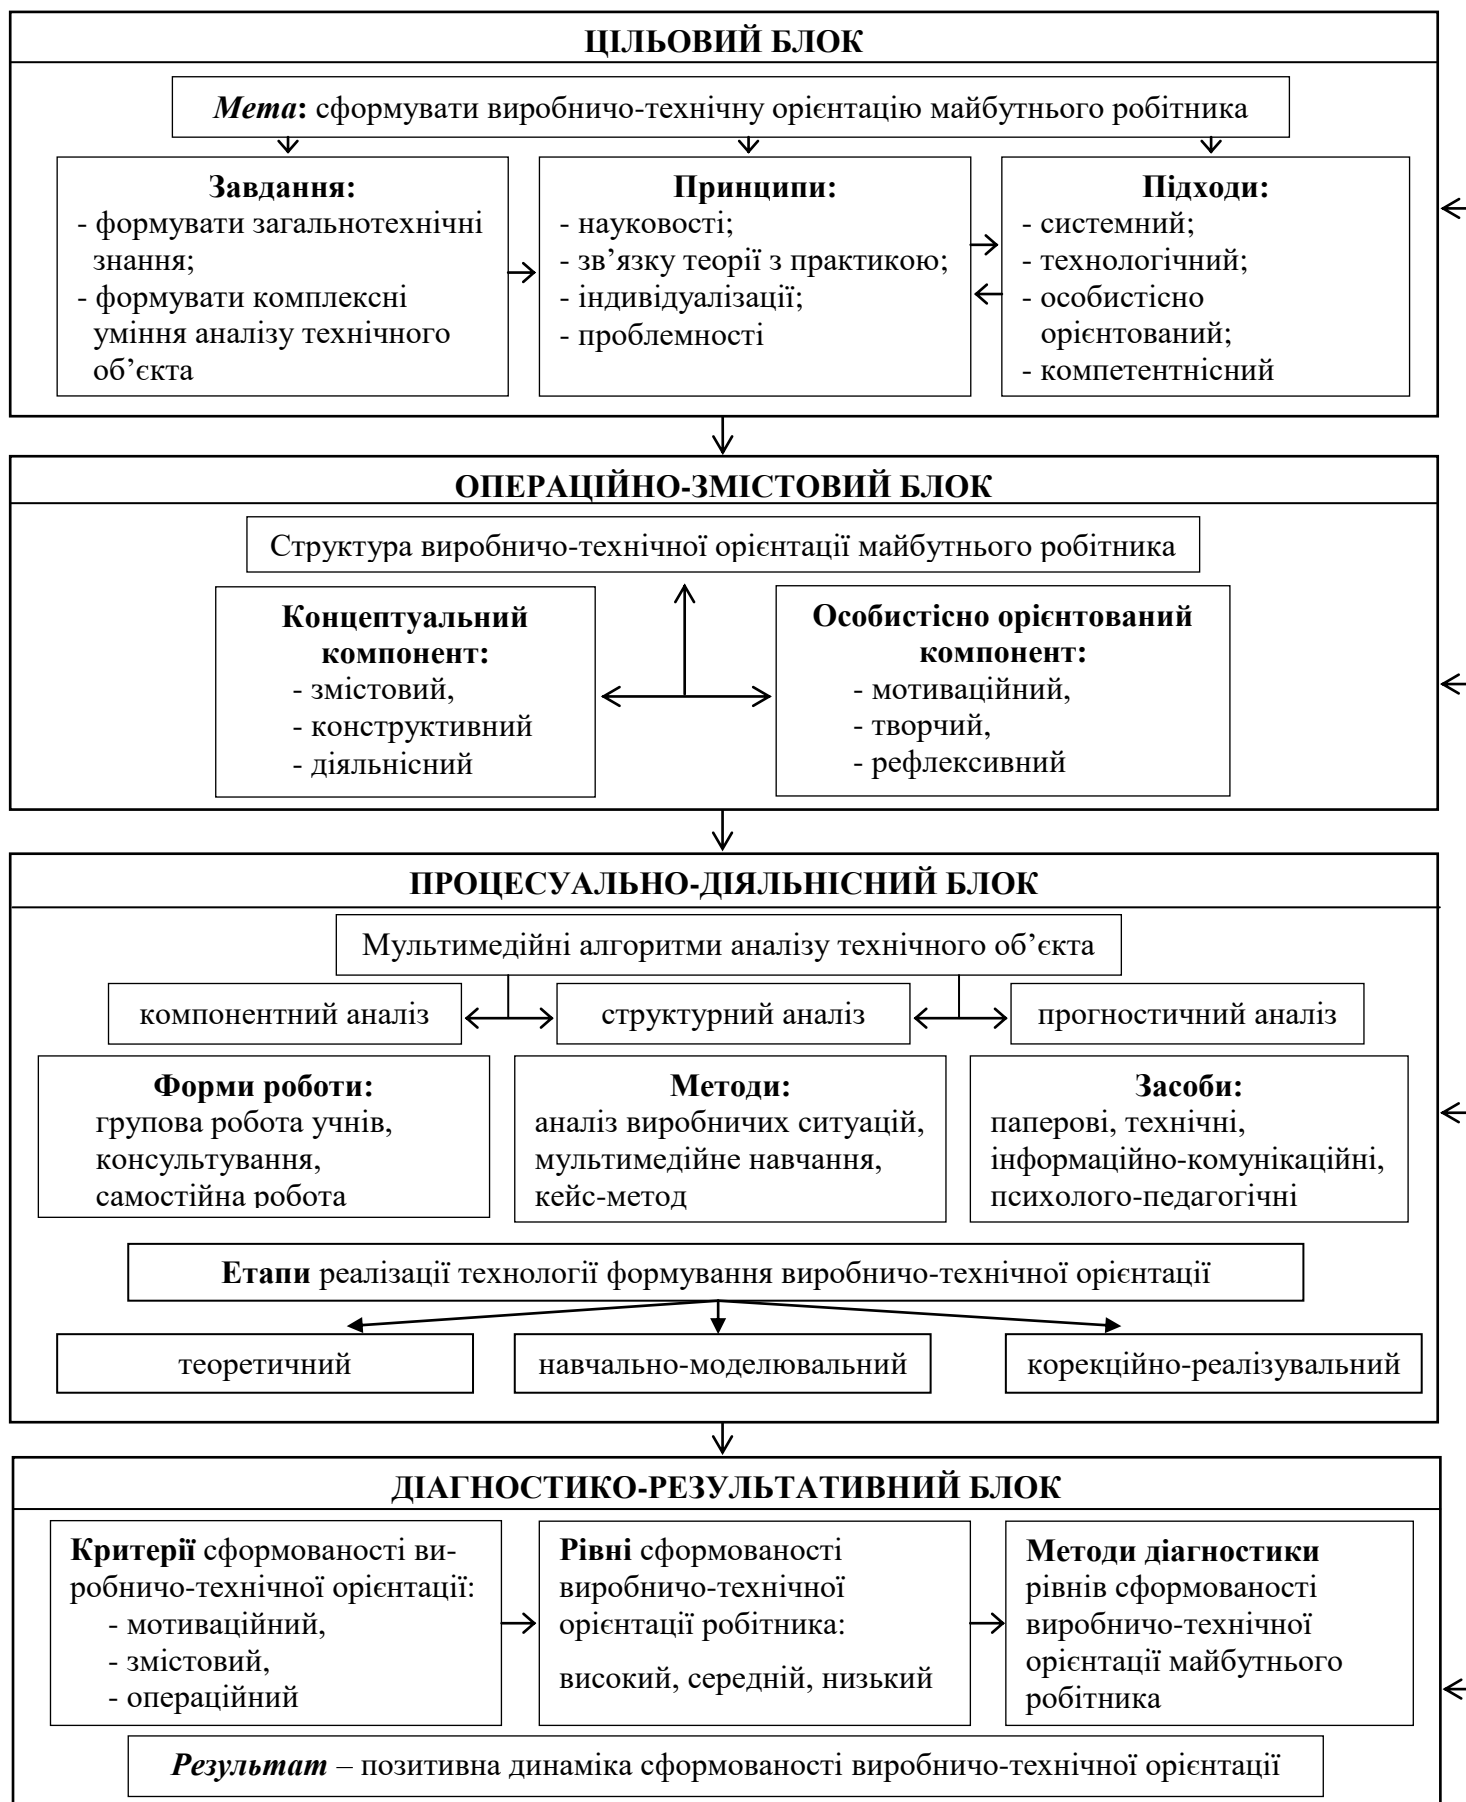 ЦІЛЬОВИЙ БЛОК
Мета: сформувати виробничо-технічну орієнтацію майбутнього робітника
Завдання:
- формувати загальнотехнічні
знання;
- формувати комплексні
уміння аналізу технічного
об’єкта
Принципи:
- науковості;
- зв’язку теорії з практикою;
- індивідуалізації;
- проблемності
Підходи:
- системний;
- технологічний;
- особистісно
орієнтований;
- компетентнісний
ОПЕРАЦІЙНО-ЗМІСТОВИЙ БЛОК
Структура виробничо-технічної орієнтації майбутнього робітника
Концептуальний
компонент:
- змістовий,
- конструктивний
- діяльнісний
Особистісно орієнтований
компонент:
- мотиваційний,
- творчий,
- рефлексивний
ПРОЦЕСУАЛЬНО-ДІЯЛЬНІСНИЙ БЛОК
Мультимедійні алгоритми аналізу технічного об’єкта
компонентний аналіз
структурний аналіз
прогностичний аналіз
Форми роботи:
групова робота учнів,
консультування,
самостійна робота
Методи:
аналіз виробничих ситуацій,
мультимедійне навчання,
кейс-метод
Засоби:
паперові, технічні,
інформаційно-комунікаційні,
психолого-педагогічні
Етапи реалізації технології формування виробничо-технічної орієнтації
теоретичний
навчально-моделювальний
корекційно-реалізувальний
ДІАГНОСТИКО-РЕЗУЛЬТАТИВНИЙ БЛОК
Критерії сформованості ви-
робничо-технічної орієнтації:
- мотиваційний,
- змістовий,
- операційний
Рівні сформованості
виробничо-технічної
орієнтації робітника:
високий, середній, низький
Методи діагностики
рівнів сформованості
виробничо-технічної
орієнтації майбутнього
робітника
Результат – позитивна динаміка сформованості виробничо-технічної орієнтації